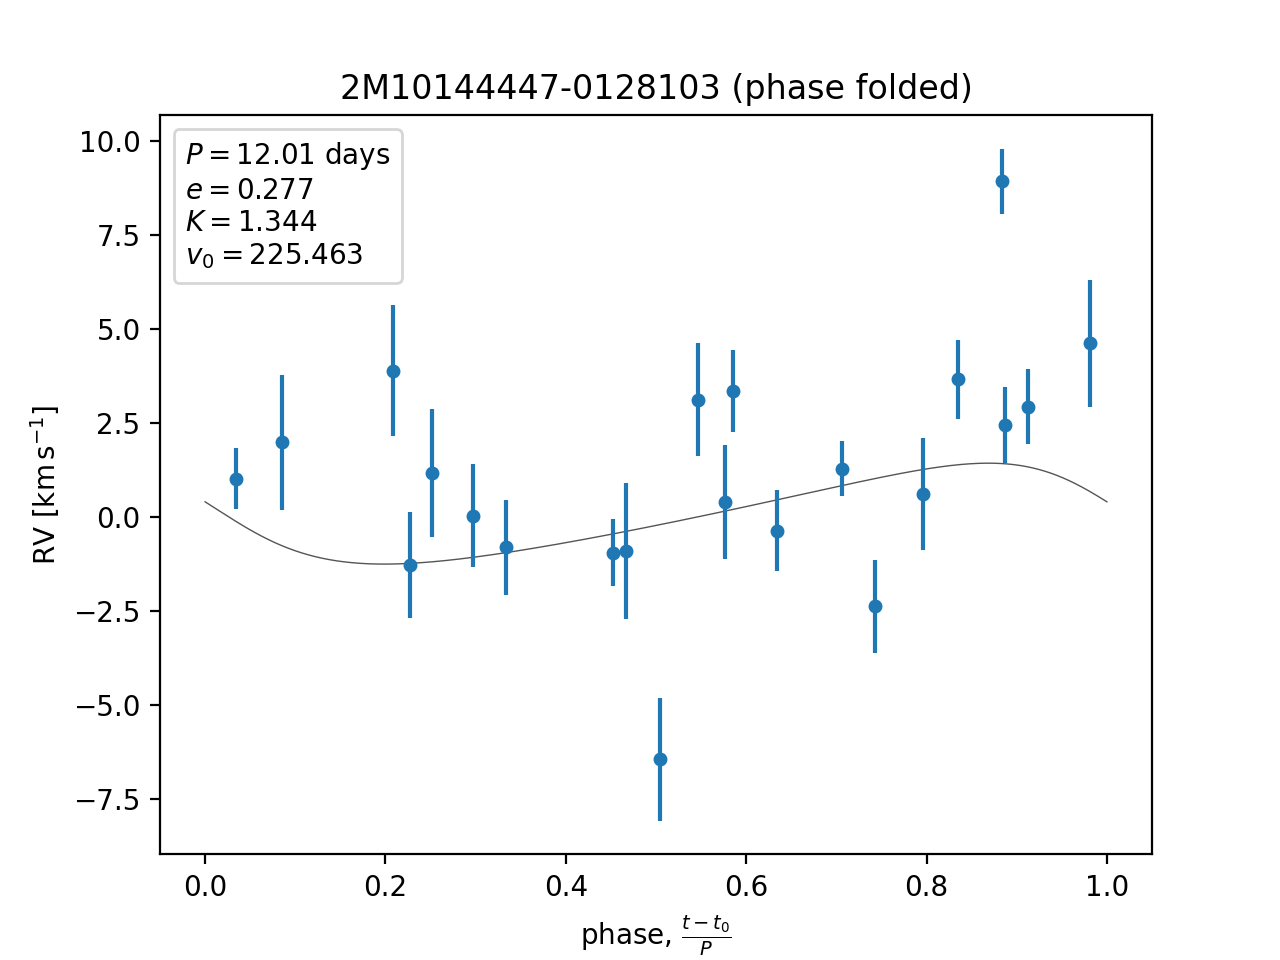 2M10144447-0128103 (phase folded)
P = 12.01 days
e = 0.277
K = 1.344
v₀ = 225.463
10.0
7.5
5.0
2.5
0.0
−2.5
−5.0
−7.5
RV [km s⁻¹]
0.0 0.2 0.4 0.6 0.8 1.0
phase, (t − t₀)/P